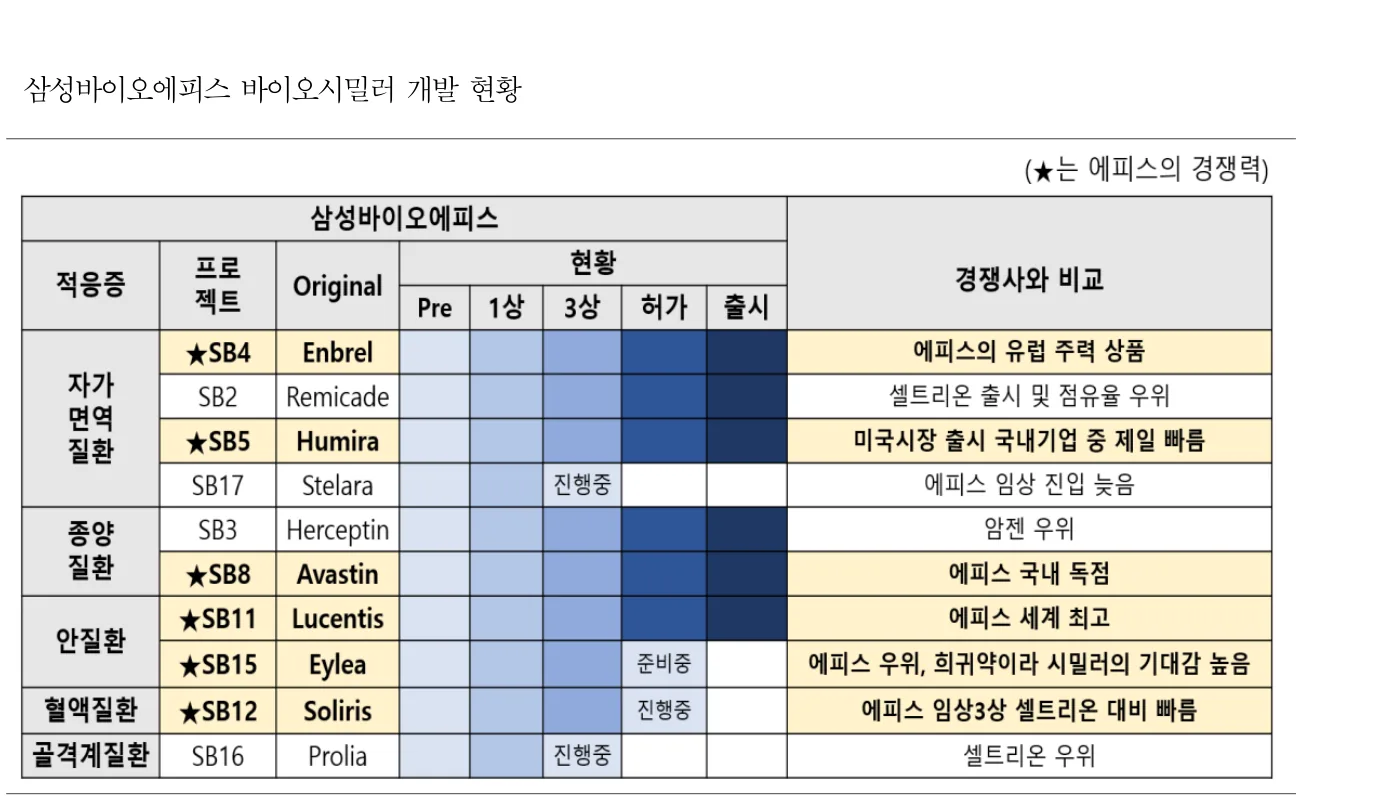 삼성바이오에피스 바이오시밀러 개발 현황
(★는 에피스의 경쟁력)
삼성바이오에피스
경쟁사와 비교
적응증
프로
젝트
Original
현황
Pre
1상
3상
허가
출시
자가
면역
질환
★SB4 Enbrel 에피스의 유럽 주력 상품
SB2 Remicade 셀트리온 출시 및 점유율 우위
★SB5 Humira 미국시장 출시 국내기업 중 제일 빠름
SB17 Stelara 진행중 에피스 임상 진입 늦음
종양
질환
SB3 Herceptin 암젠 우위
★SB8 Avastin 에피스 국내 독점
안질환
★SB11 Lucentis 에피스 세계 최고
★SB15 Eylea 준비중 에피스 우위, 희귀약이라 시밀러의 기대감 높음
혈액질환 ★SB12 Soliris 진행중 에피스 임상3상 셀트리온 대비 빠름
골격계질환 SB16 Prolia 진행중 셀트리온 우위